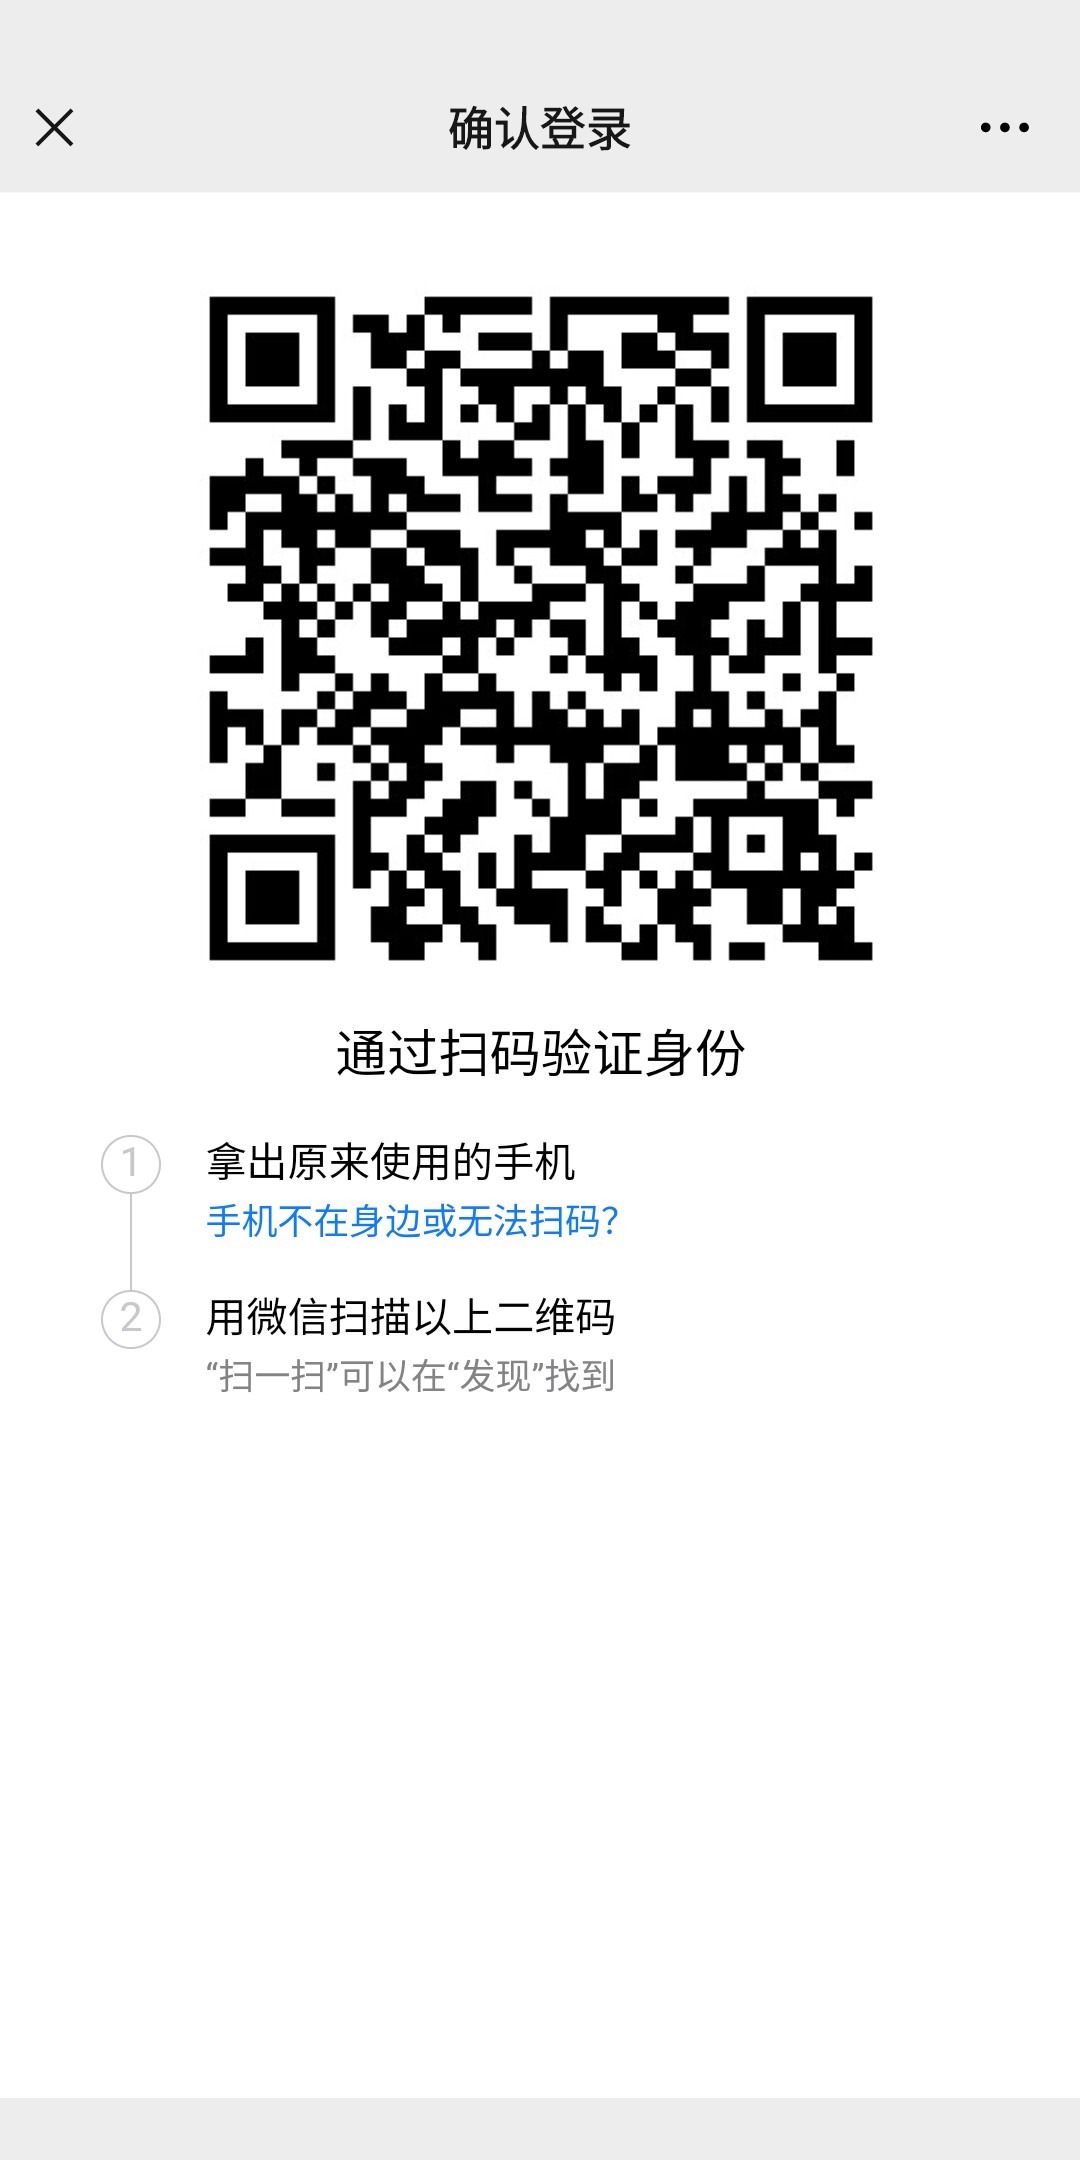 确认登录
通过扫码验证身份
1 拿出原来使用的手机
手机不在身边或无法扫码？
2 用微信扫描以上二维码
“扫一扫”可以在“发现”找到